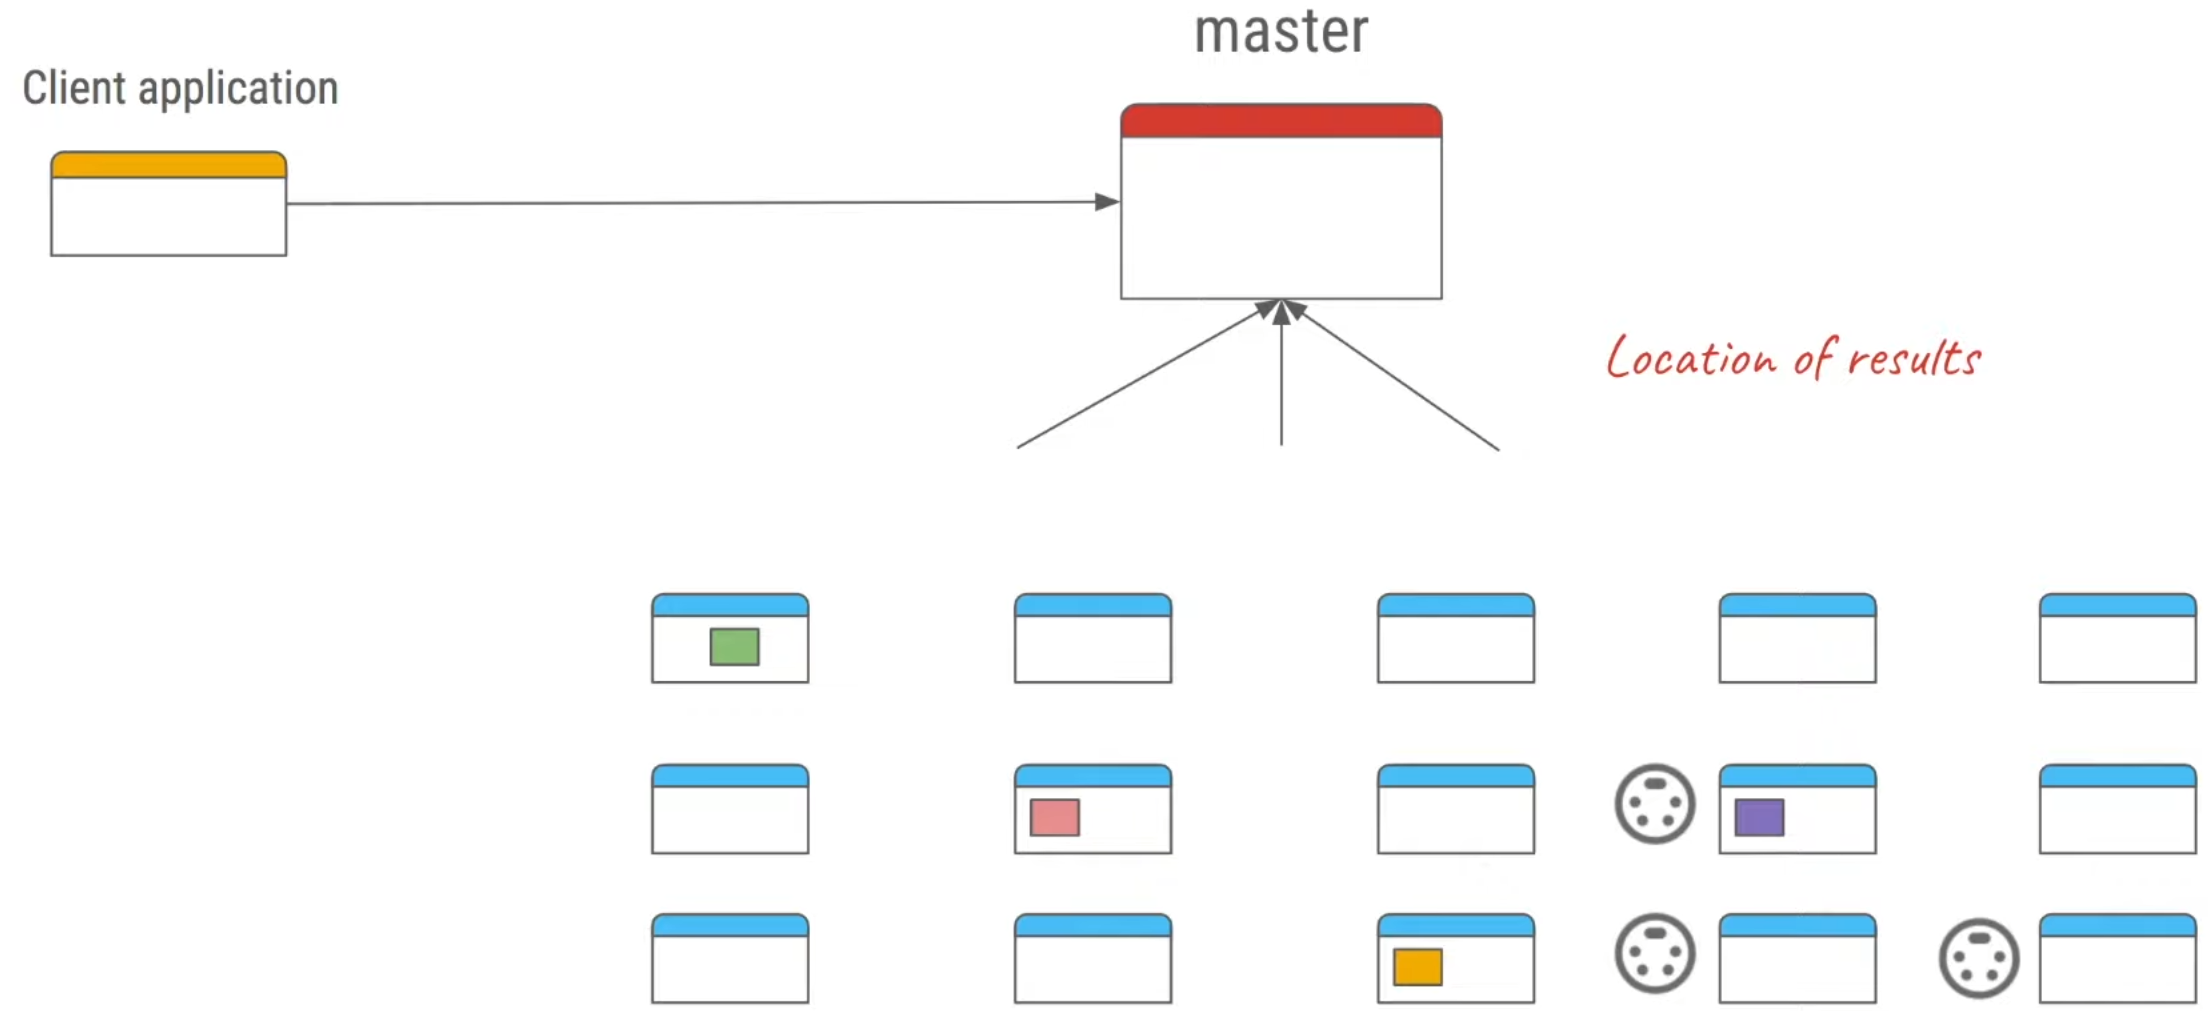 master
Client application
Location of results